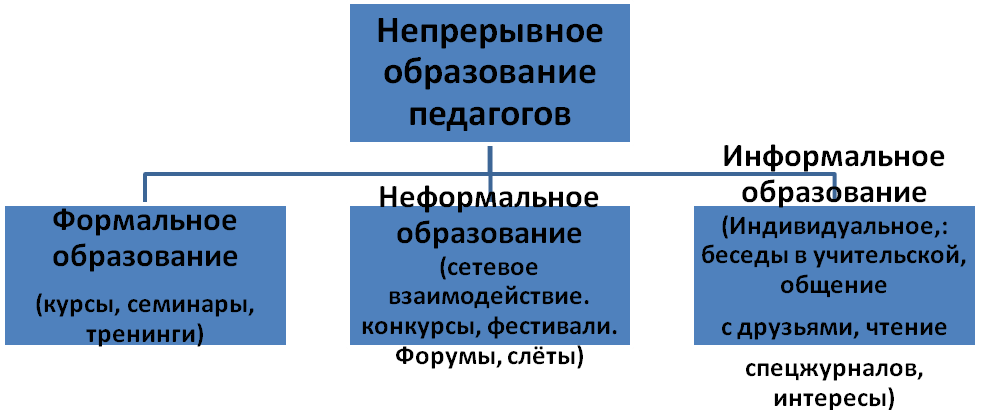 Непрерывное
образование
педагогов
Формальное
образование
(курсы, семинары,
тренинги)
Неформальное
образование
(сетевое
взаимодействие.
конкурсы, фестивали.
Форумы, слёты)
Информальное
образование
(Индивидуальное,:
беседы в учительской,
общение
с друзьями, чтение
спецжурналов,
интересы)